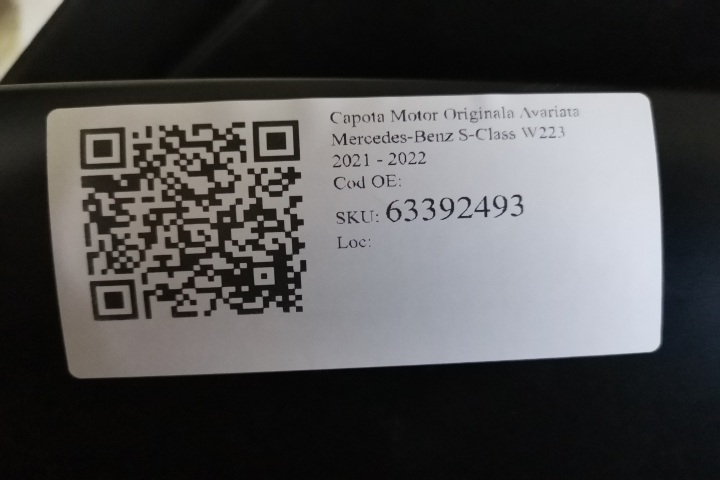 Capota Motor Originala Avariata
Mercedes-Benz S-Class W223
2021 - 2022
Cod OE:
SKU: 63392493
Loc: